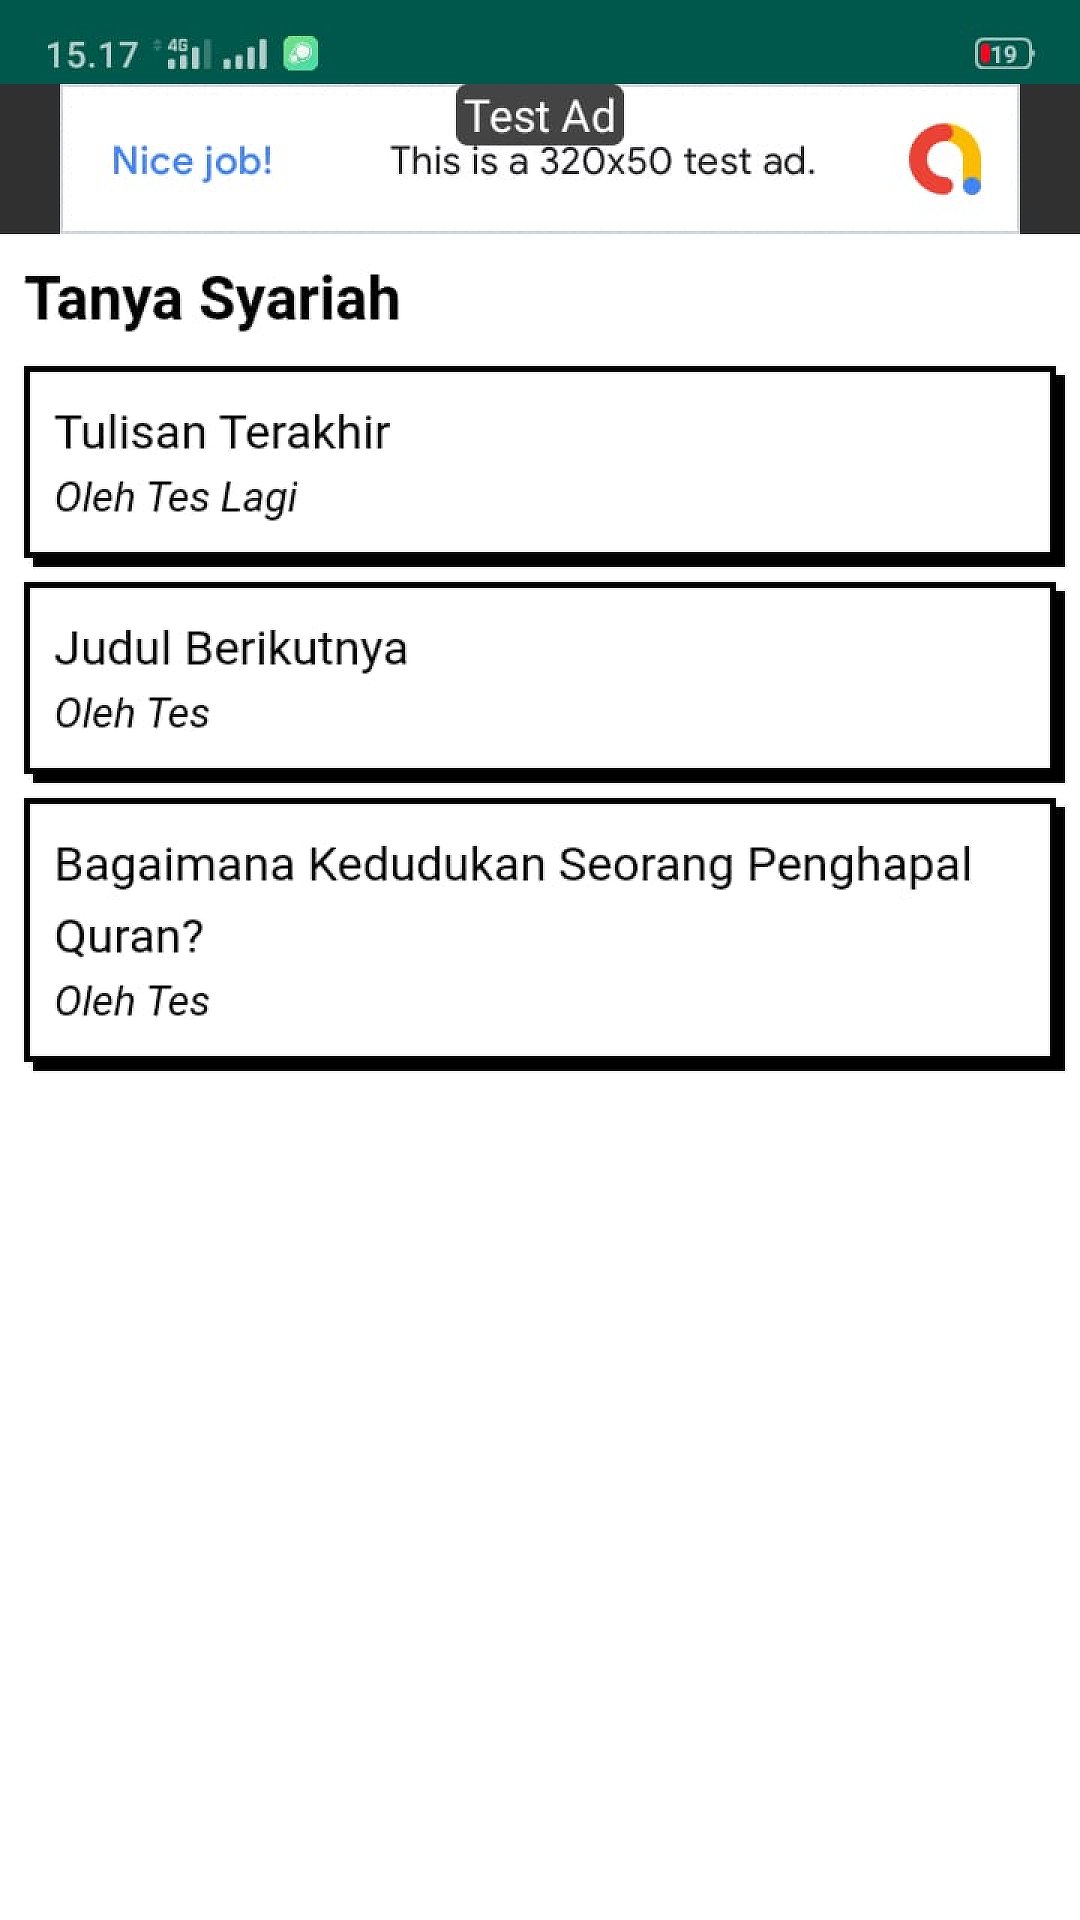 15.17 4G 19
Test Ad
Nice job! This is a 320x50 test ad.
Tanya Syariah
Tulisan Terakhir
Oleh Tes Lagi
Judul Berikutnya
Oleh Tes
Bagaimana Kedudukan Seorang Penghapal
Quran?
Oleh Tes